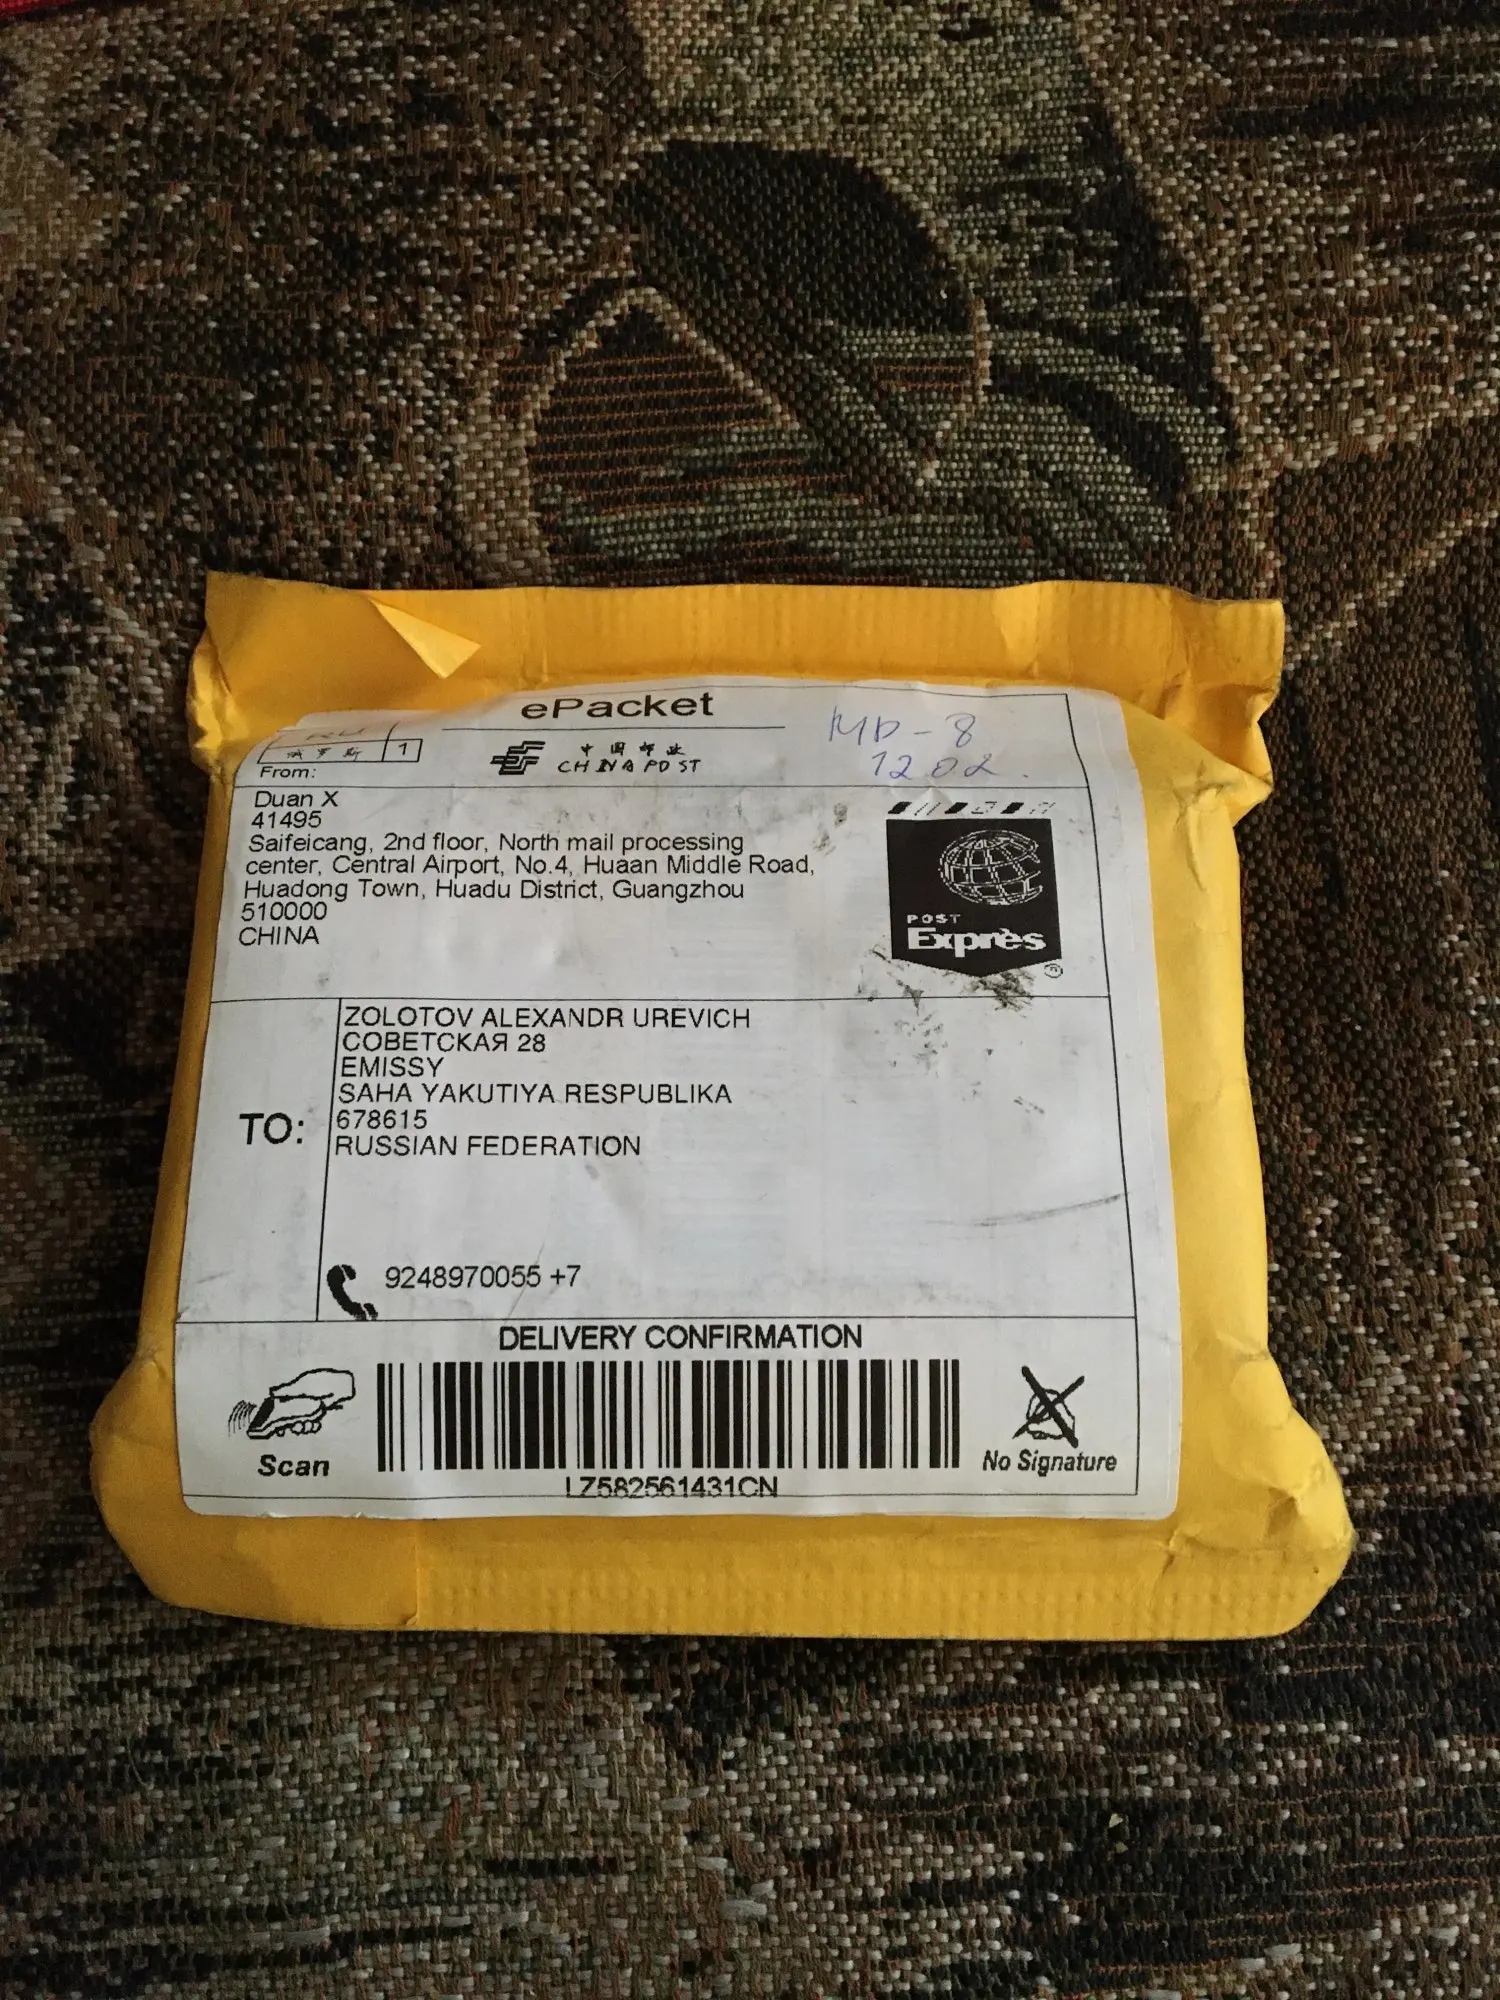 ePacket
RU
俄罗斯 1
中国邮政
CHINA POST
1202.
From:
Duan X
41495
Saifeicang, 2nd floor, North mail processing
center, Central Airport, No.4, Huaan Middle Road,
Huadong Town, Huadu District, Guangzhou
510000
CHINA
POST
Exprès
TO:
ZOLOTOV ALEXANDR UREVICH
СОВЕТСКАЯ 28
EMISSY
SAHA YAKUTIYA RESPUBLIKA
678615
RUSSIAN FEDERATION
9248970055 +7
DELIVERY CONFIRMATION
Scan
No Signature
LZ582561431CN